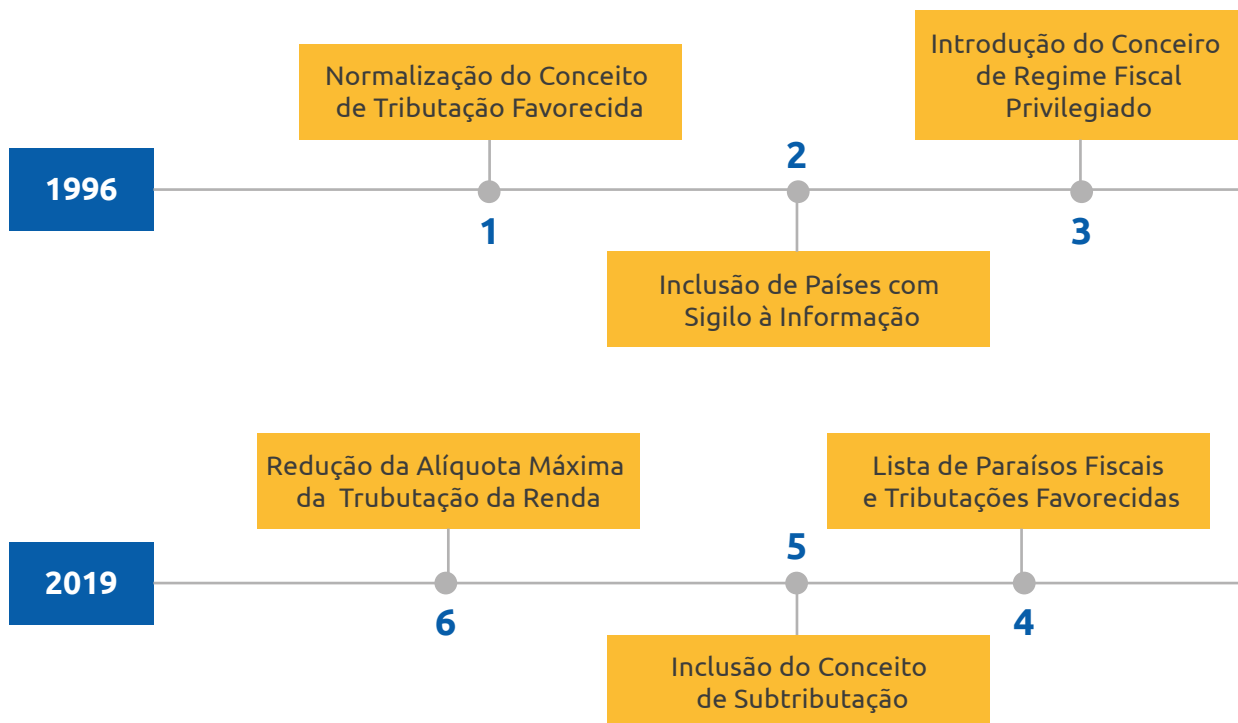 Normalização do Conceito
de Tributação Favorecida
Introdução do Conceiro
de Regime Fiscal
Privilegiado
1996
2
1
3
Inclusão de Países com
Sigilo à Informação
Redução da Alíquota Máxima
da Trubutação da Renda
Lista de Paraísos Fiscais
e Tributações Favorecidas
2019
5
6
4
Inclusão do Conceito
de Subtributação